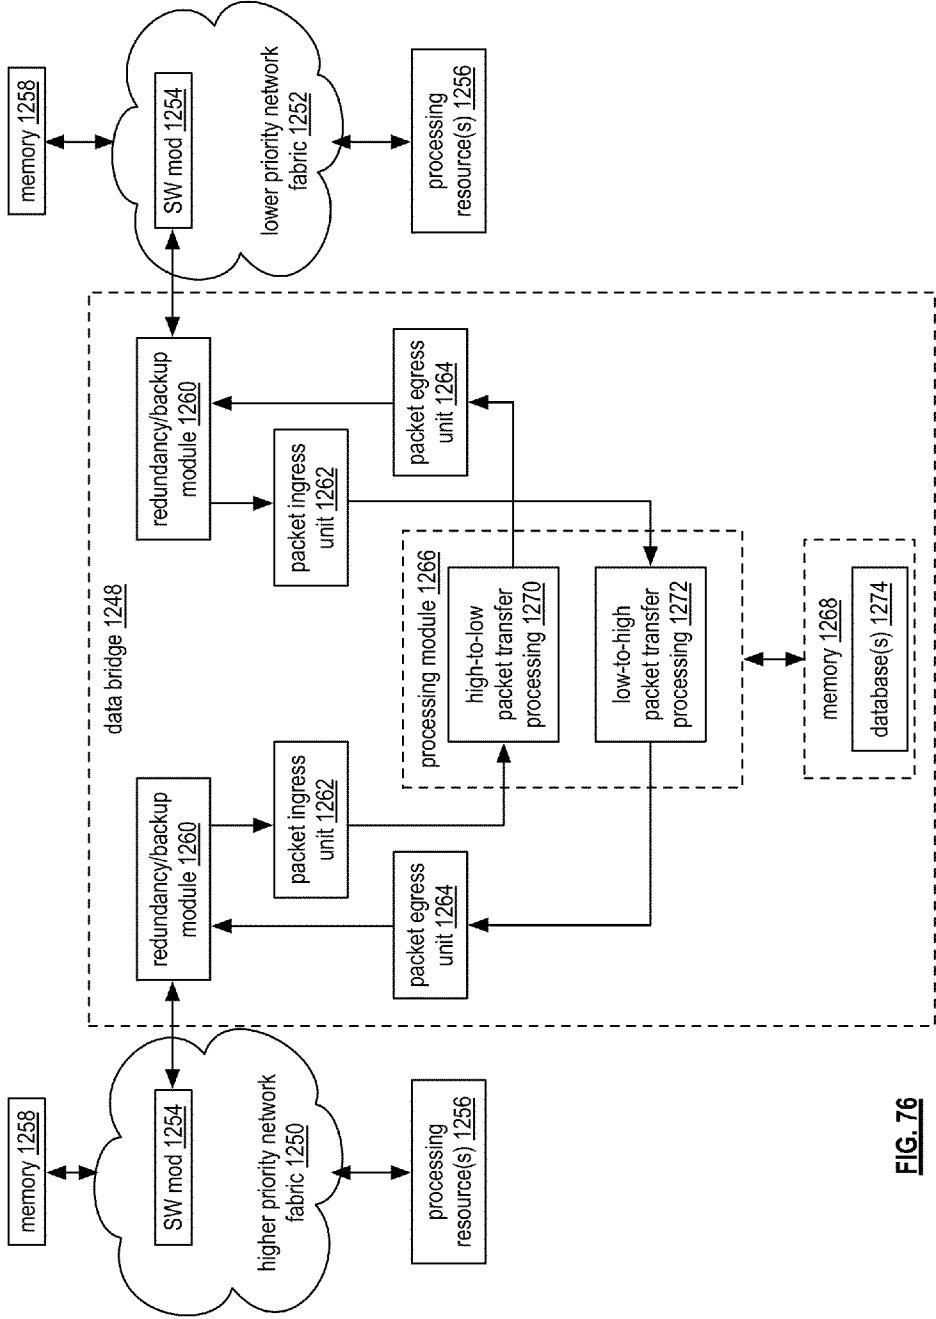 memory 1258
SW mod 1254
higher priority network
fabric 1250
processing
resource(s) 1256
data bridge 1248
redundancy/backup
module 1260
packet ingress
unit 1262
packet egress
unit 1264
redundancy/backup
module 1260
packet ingress
unit 1262
packet egress
unit 1264
processing module 1266
high-to-low
packet transfer
processing 1270
low-to-high
packet transfer
processing 1272
memory 1268
database(s) 1274
memory 1258
SW mod 1254
lower priority network
fabric 1252
processing
resource(s) 1256
FIG. 76